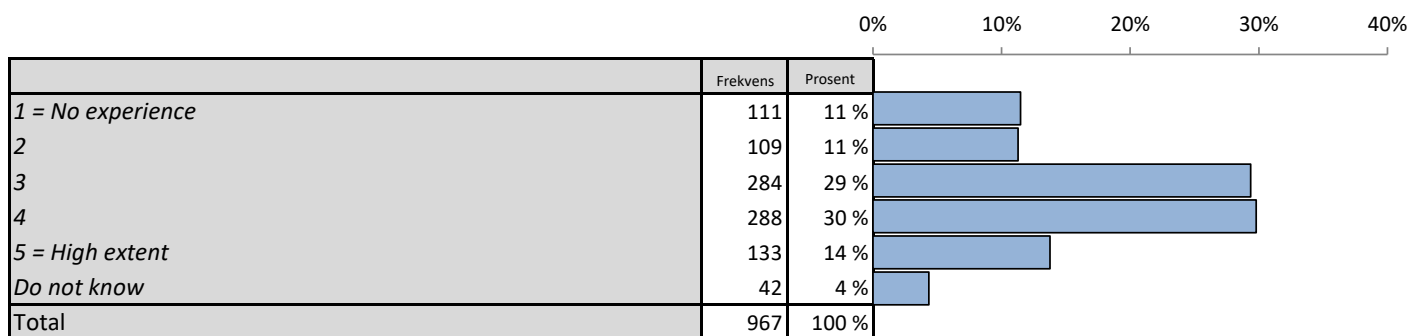 0% 10% 20% 30% 40%
Frekvens Prosent
1 = No experience 111 11 %
2 109 11 %
3 284 29 %
4 288 30 %
5 = High extent 133 14 %
Do not know 42 4 %
Total 967 100 %